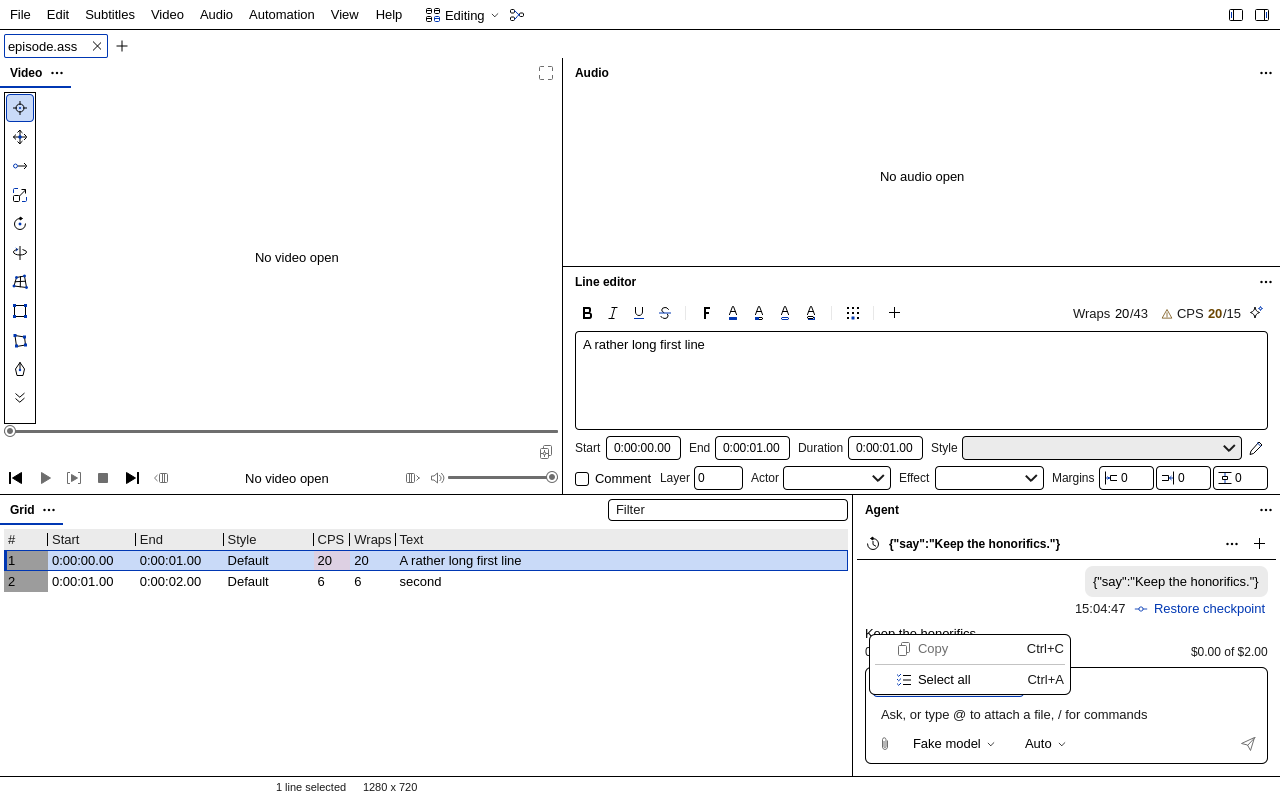 File Edit Subtitles Video Audio Automation View Help Editing
episode.ass
Video
Audio
No video open
No audio open
Line editor
B I U S F A A A A Wraps 20/43 CPS 20/15
A rather long first line
Start 0:00:00.00 End 0:00:01.00 Duration 0:00:01.00 Style
No video open
Comment Layer 0 Actor Effect Margins 0 0 0
Grid
Filter
# Start End Style CPS Wraps Text
1 0:00:00.00 0:00:01.00 Default 20 20 A rather long first line
2 0:00:01.00 0:00:02.00 Default 6 6 second
Agent
{"say":"Keep the honorifics."}
{"say":"Keep the honorifics."}
15:04:47 Restore checkpoint
Keep the honorifics.
$0.00 of $2.00
Copy Ctrl+C
Select all Ctrl+A
Ask, or type @ to attach a file, / for commands
Fake model Auto
1 line selected 1280 x 720